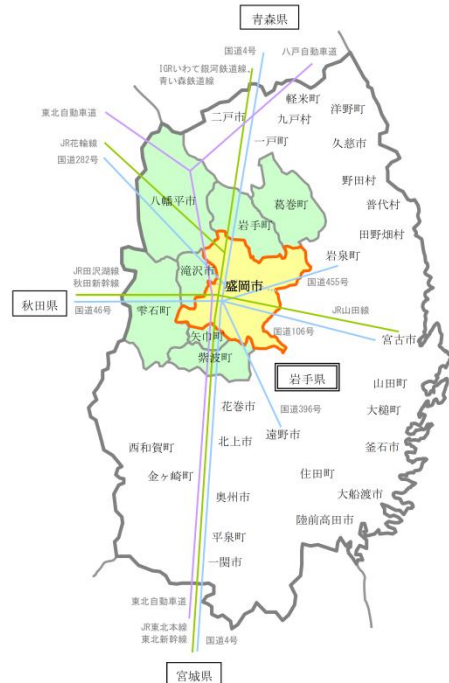 青森県
国道4号
八戸自動車道
IGRいわて銀河鉄道線、
青い森鉄道線
東北自動車道
軽米町
洋野町
二戸市
九戸村
JR花輪線
一戸町
久慈市
国道282号
野田村
八幡平市
葛巻町
普代村
岩手町
田野畑村
岩泉町
滝沢市
JR田沢湖線
秋田新幹線
盛岡市
国道455号
秋田県
国道46号
雫石町
JR山田線
国道106号
矢巾町
宮古市
紫波町
岩手県
山田町
花巻市
国道396号
大槌町
北上市
遠野市
西和賀町
釜石市
金ヶ崎町
住田町
奥州市
大船渡市
陸前高田市
平泉町
一関市
東北自動車道
JR東北本線
東北新幹線
国道4号
宮城県